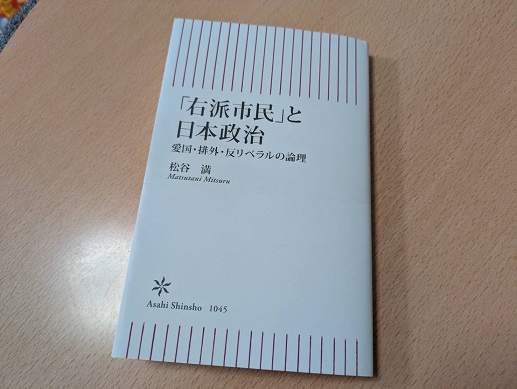 「右派市民」と
日本政治
愛国・排外・反リベラルの論理
松谷 満
Matsutani Mitsuru
Asahi Shinsho 1045